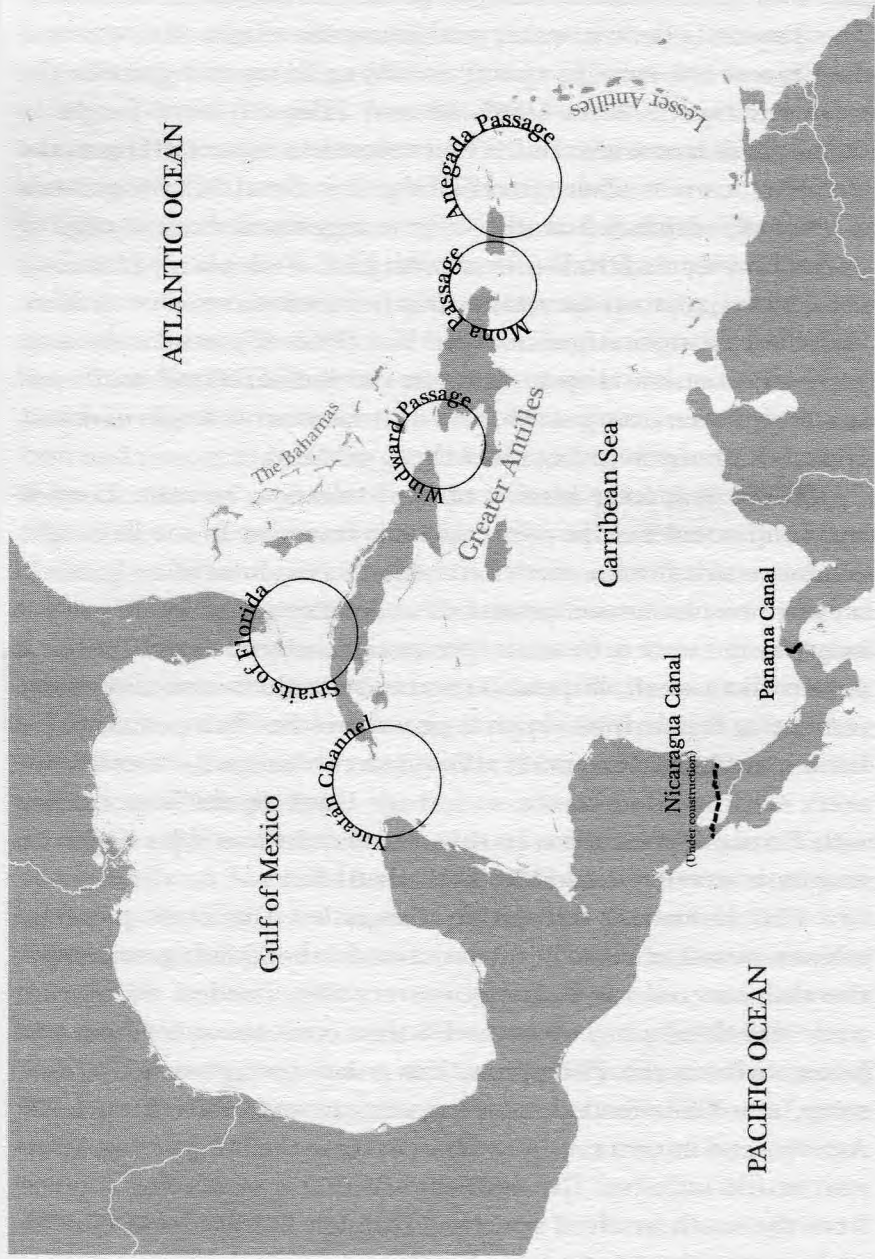 ATLANTIC OCEAN
The Bahamas
Straits of Florida
Gulf of Mexico
Yucatan Channel
Windward Passage
Mona Passage
Anegada Passage
Lesser Antilles
Greater Antilles
Carribean Sea
Nicaragua Canal
(Under construction)
Panama Canal
PACIFIC OCEAN